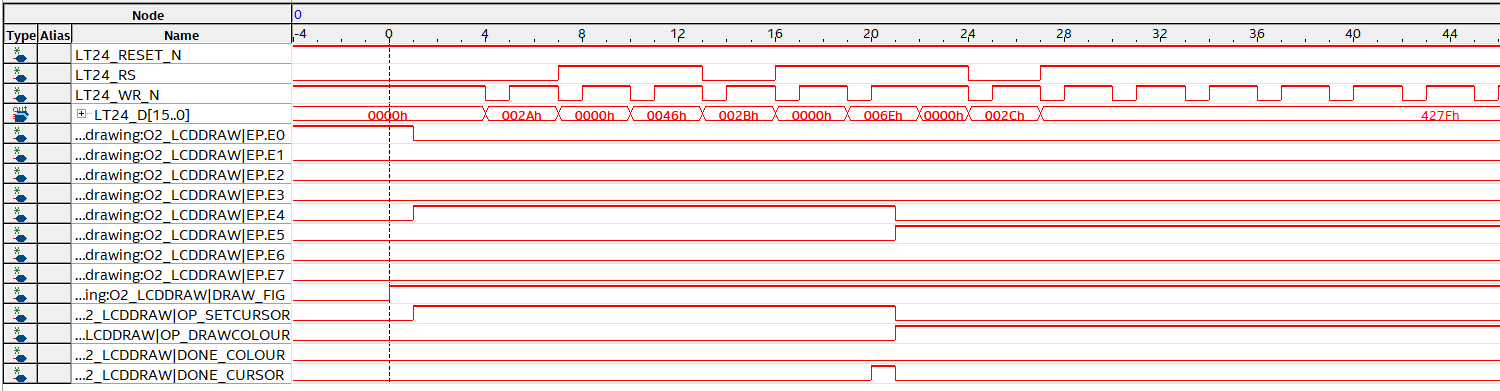 Node 0
Type Alias Name -4 0 4 8 12 16 20 24 28 32 36 40 44
LT24_RESET_N
LT24_RS
LT24_WR_N
LT24_D[15..0] 0000h 002Ah 0000h 0046h 002Bh 0000h 006Eh 0000h 002Ch 427Fh
...drawing:O2_LCDDRAW|EP.E0
...drawing:O2_LCDDRAW|EP.E1
...drawing:O2_LCDDRAW|EP.E2
...drawing:O2_LCDDRAW|EP.E3
...drawing:O2_LCDDRAW|EP.E4
...drawing:O2_LCDDRAW|EP.E5
...drawing:O2_LCDDRAW|EP.E6
...drawing:O2_LCDDRAW|EP.E7
...ing:O2_LCDDRAW|DRAW_FIG
...2_LCDDRAW|OP_SETCURSOR
...LCDDRAW|OP_DRAWCOLOUR
...2_LCDDRAW|DONE_COLOUR
...2_LCDDRAW|DONE_CURSOR